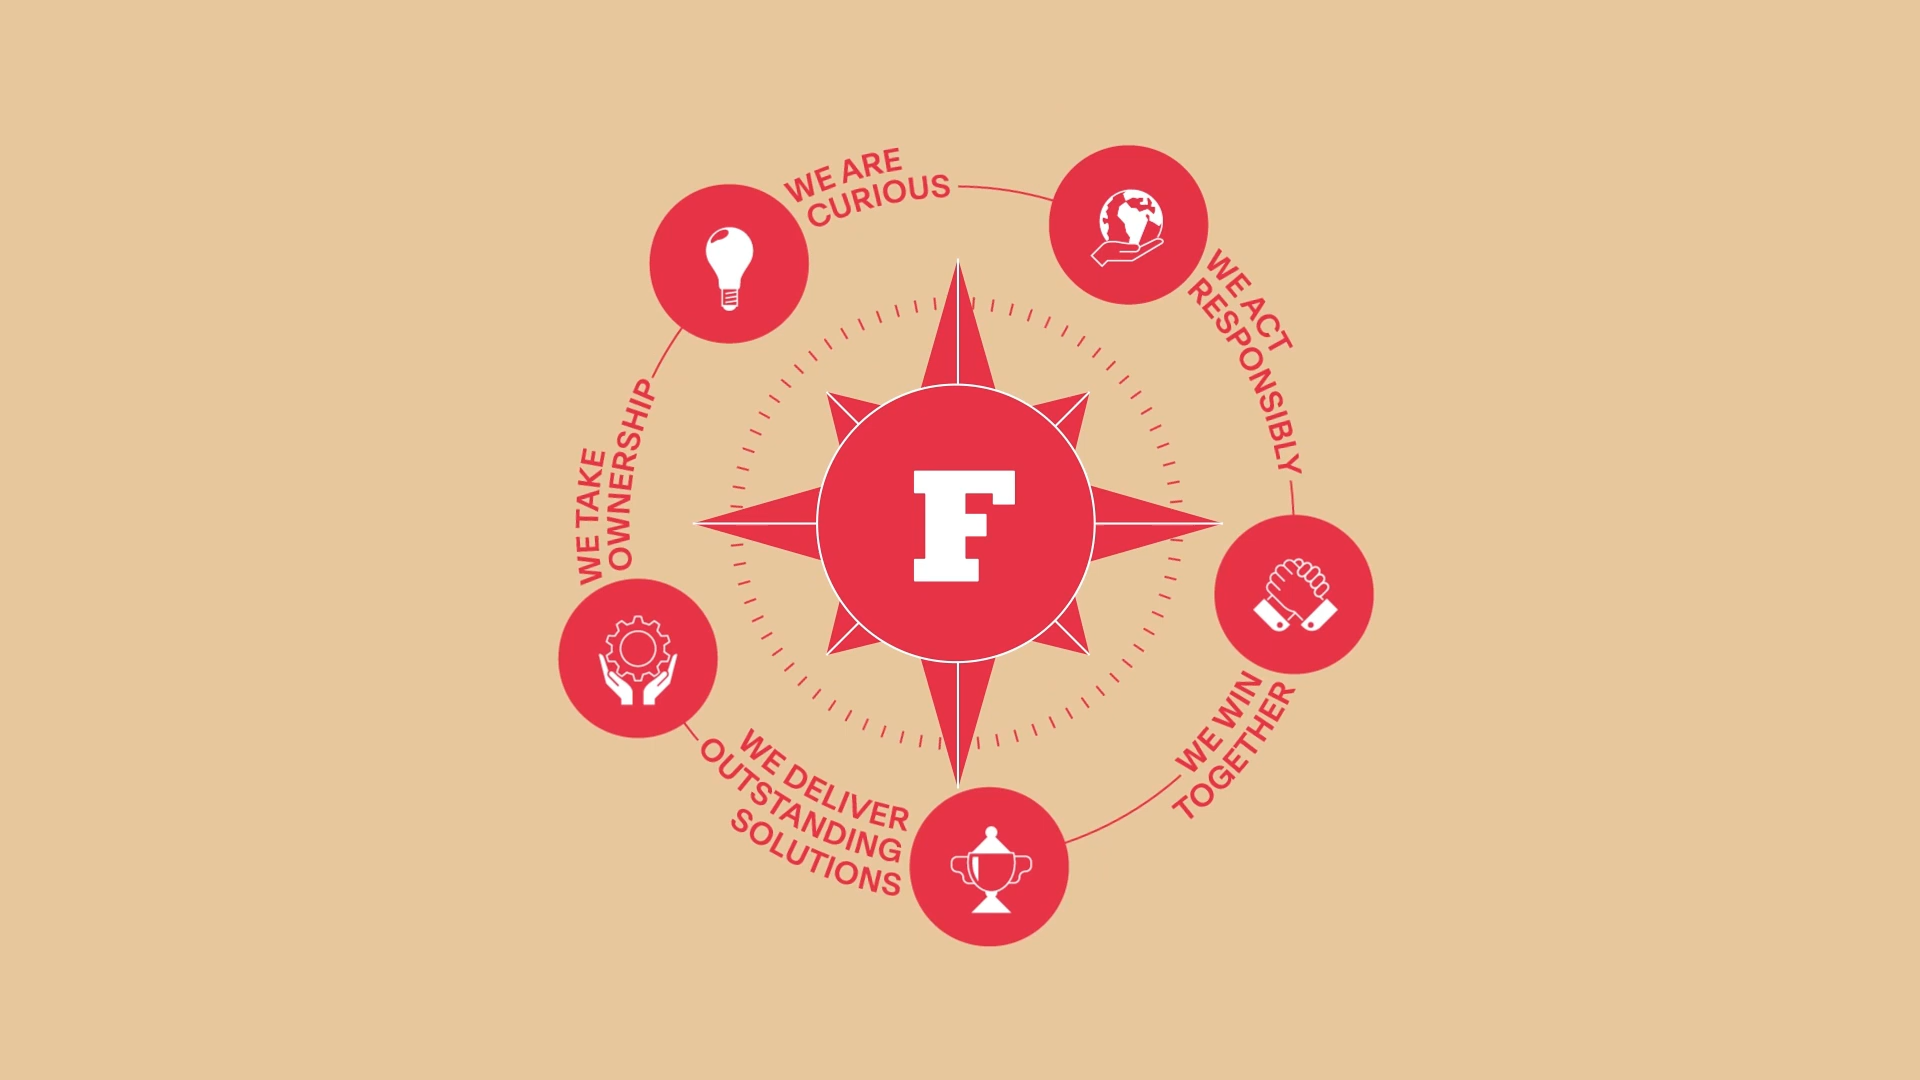 WE ARE
CURIOUS
WE ACT
RESPONSIBLY
WE WIN
TOGETHER
WE DELIVER
OUTSTANDING
SOLUTIONS
WE TAKE
OWNERSHIP
F